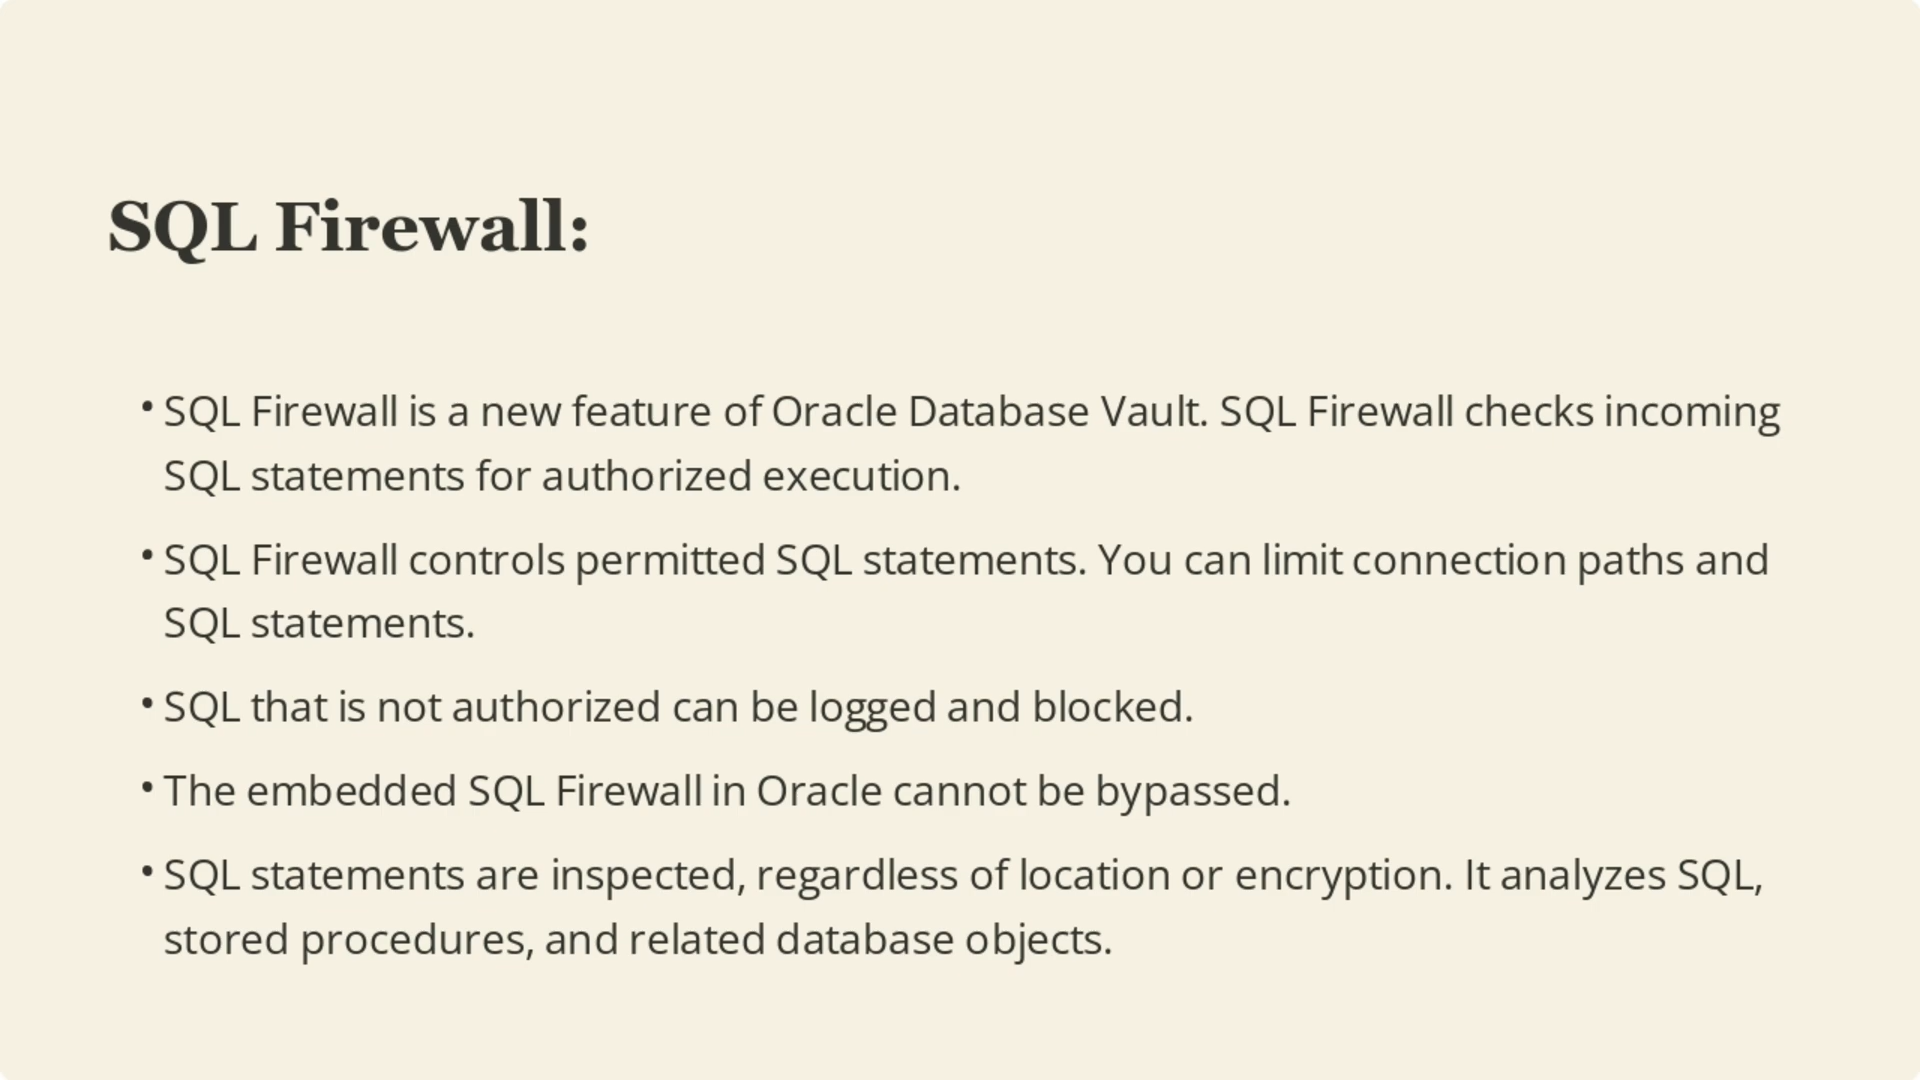 SQL Firewall:
• SQL Firewall is a new feature of Oracle Database Vault. SQL Firewall checks incoming
SQL statements for authorized execution.
• SQL Firewall controls permitted SQL statements. You can limit connection paths and
SQL statements.
• SQL that is not authorized can be logged and blocked.
• The embedded SQL Firewall in Oracle cannot be bypassed.
• SQL statements are inspected, regardless of location or encryption. It analyzes SQL,
stored procedures, and related database objects.